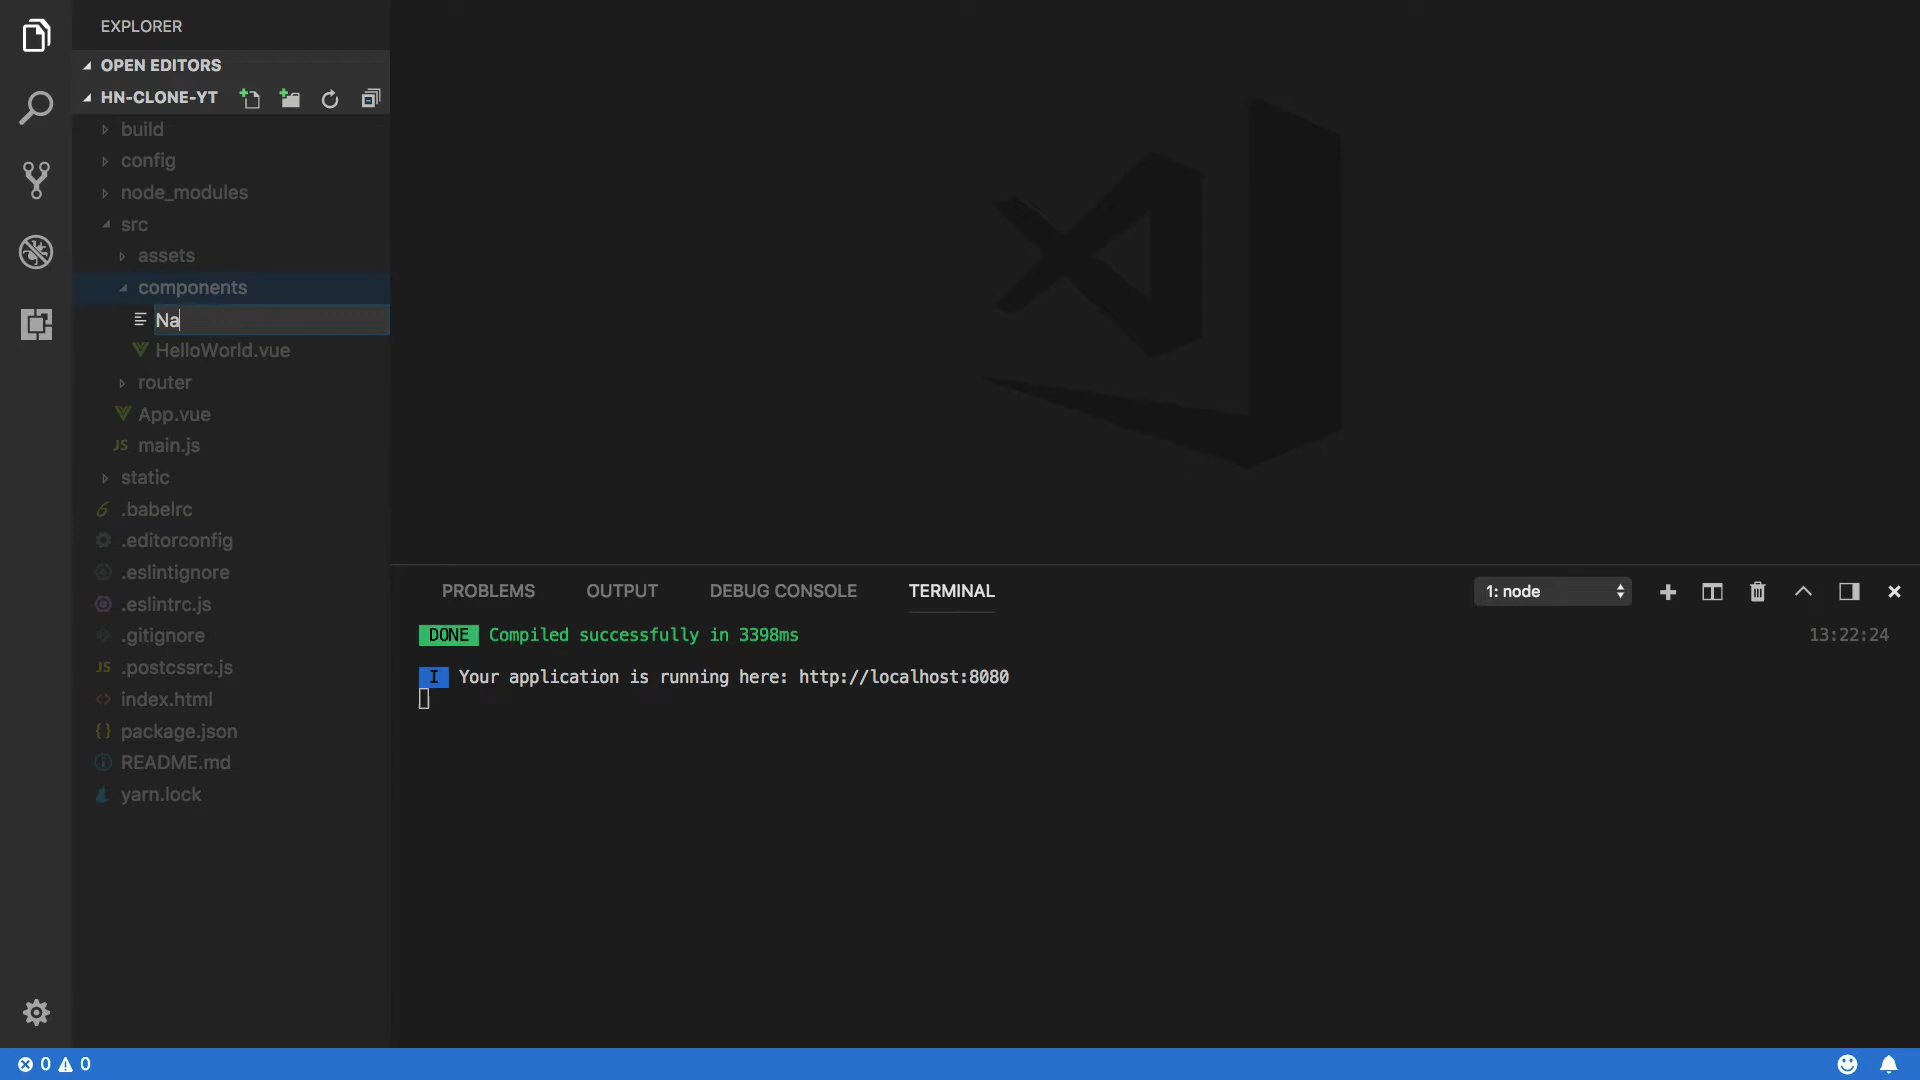 EXPLORER
OPEN EDITORS
HN-CLONE-YT
build
config
node_modules
src
assets
components
Na
HelloWorld.vue
router
App.vue
JS main.js
static
.babelrc
.editorconfig
.eslintignore
.eslintrc.js
.gitignore
JS .postcssrc.js
<> index.html
{} package.json
README.md
yarn.lock
PROBLEMS OUTPUT DEBUG CONSOLE TERMINAL 1: node
DONE Compiled successfully in 3398ms 13:22:24
I Your application is running here: http://localhost:8080
0 0